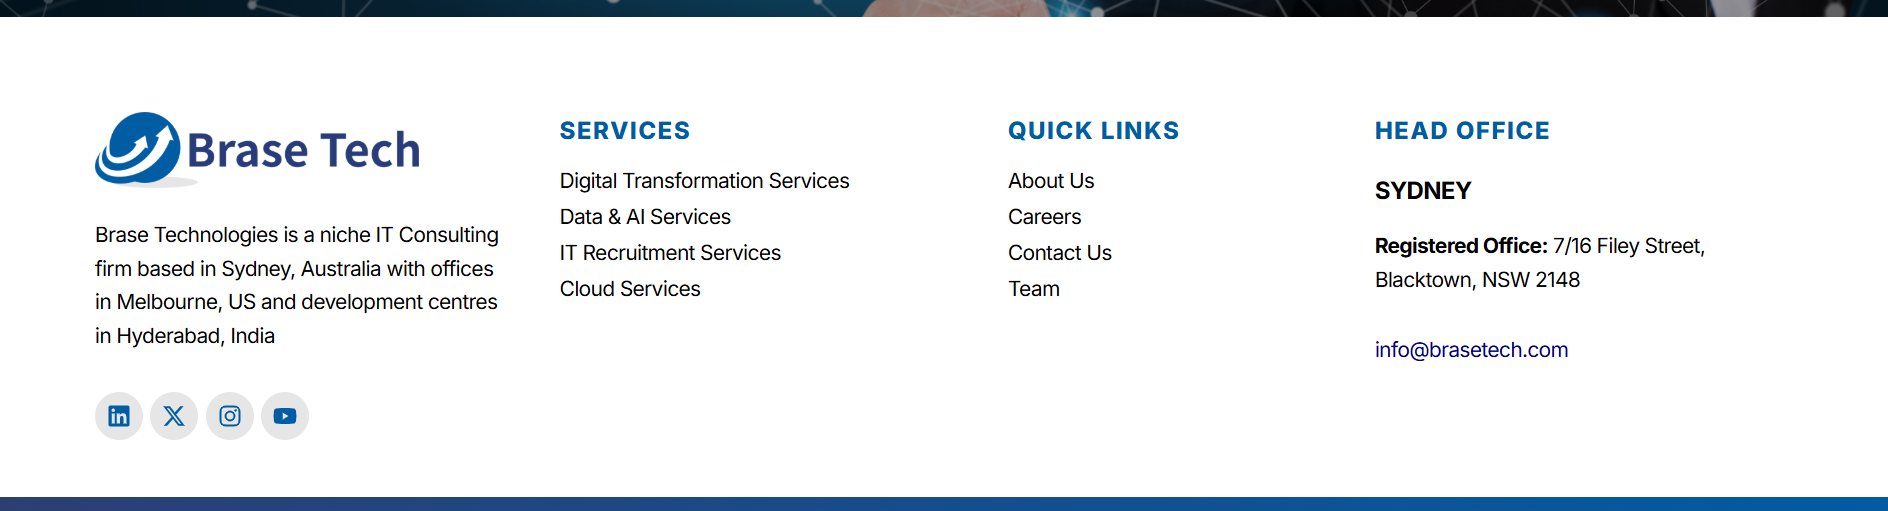 Brase Tech
Brase Technologies is a niche IT Consulting
firm based in Sydney, Australia with offices
in Melbourne, US and development centres
in Hyderabad, India
in
SERVICES
Digital Transformation Services
Data & AI Services
IT Recruitment Services
Cloud Services
QUICK LINKS
About Us
Careers
Contact Us
Team
HEAD OFFICE
SYDNEY
Registered Office: 7/16 Filey Street,
Blacktown, NSW 2148
info@brasetech.com